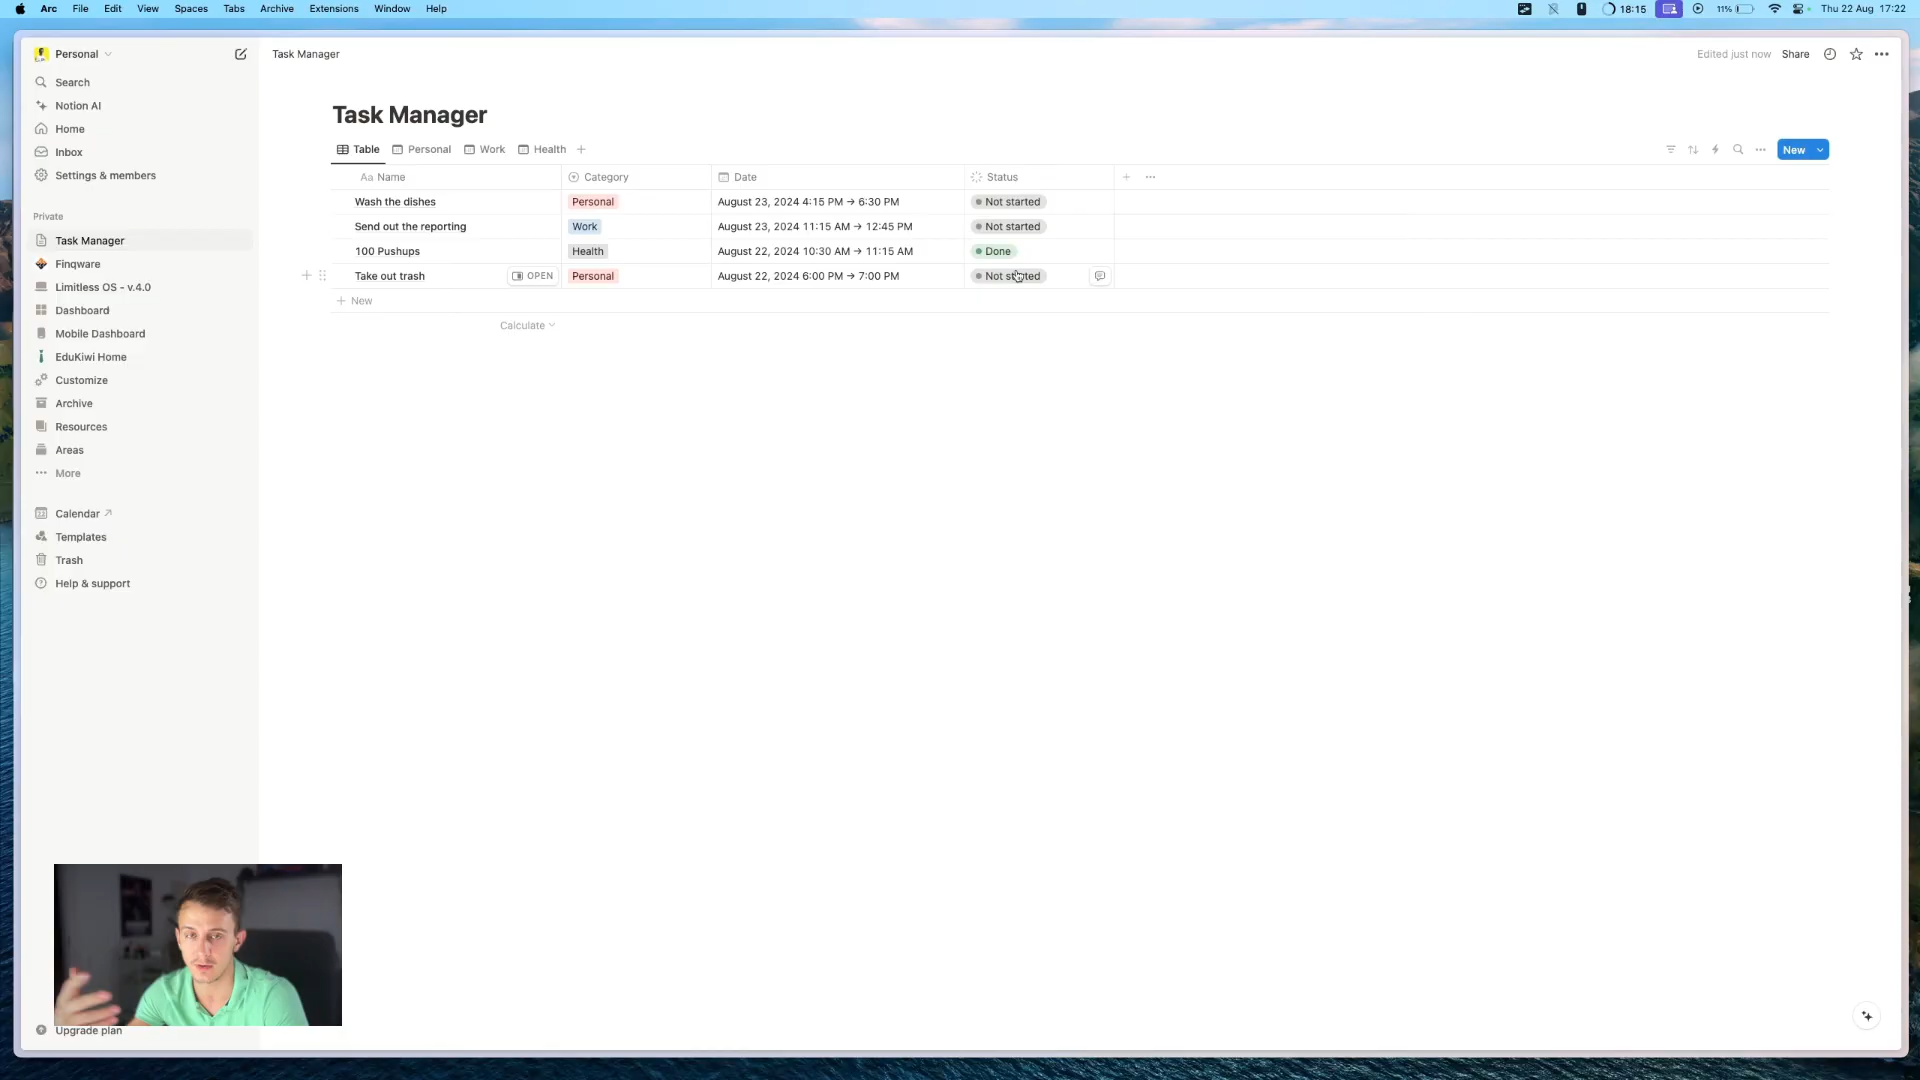 Arc File Edit View Spaces Tabs Archive Extensions Window Help 18:15 11% Thu 22 Aug 17:22
Personal
Search
Notion AI
Home
Inbox
Settings & members
Private
Task Manager
Finqware
Limitless OS - v.4.0
Dashboard
Mobile Dashboard
EduKiwi Home
Customize
Archive
Resources
Areas
More
Calendar
Templates
Trash
Help & support
Upgrade plan
Task Manager Edited just now Share
Task Manager
Table Personal Work Health New
Aa Name Category Date Status
Wash the dishes Personal August 23, 2024 4:15 PM → 6:30 PM Not started
Send out the reporting Work August 23, 2024 11:15 AM → 12:45 PM Not started
100 Pushups Health August 22, 2024 10:30 AM → 11:15 AM Done
Take out trash OPEN Personal August 22, 2024 6:00 PM → 7:00 PM Not started
New
Calculate